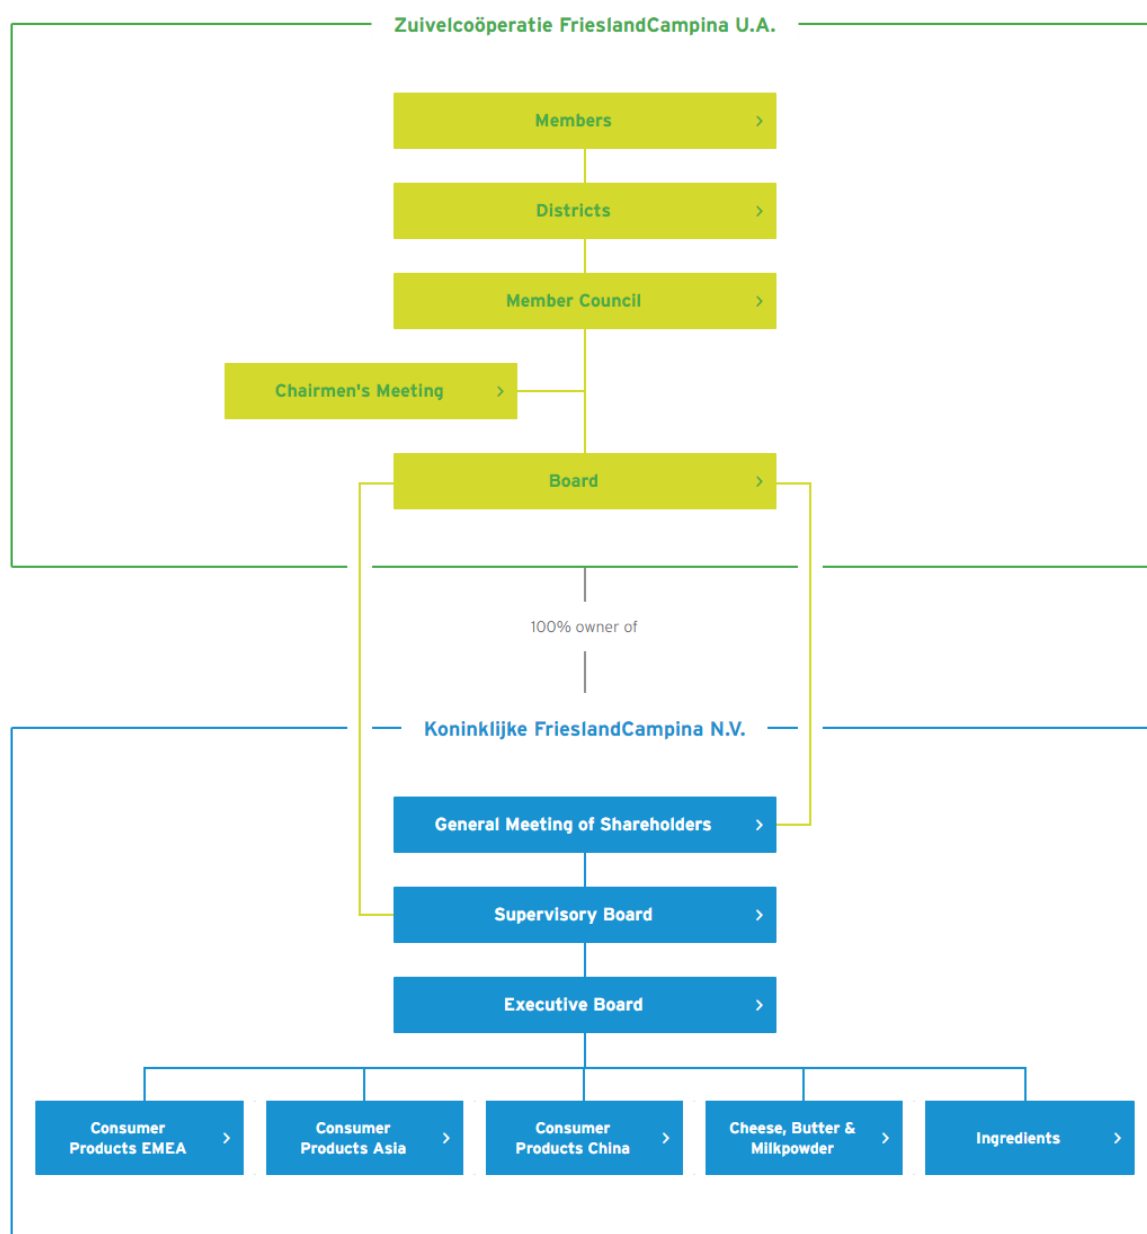 Zuivelcoöperatie FrieslandCampina U.A.
Members
Districts
Member Council
Chairmen's Meeting
Board
100% owner of
Koninklijke FrieslandCampina N.V.
General Meeting of Shareholders
Supervisory Board
Executive Board
Consumer
Products EMEA
Consumer
Products Asia
Consumer
Products China
Cheese, Butter &
Milkpowder
Ingredients